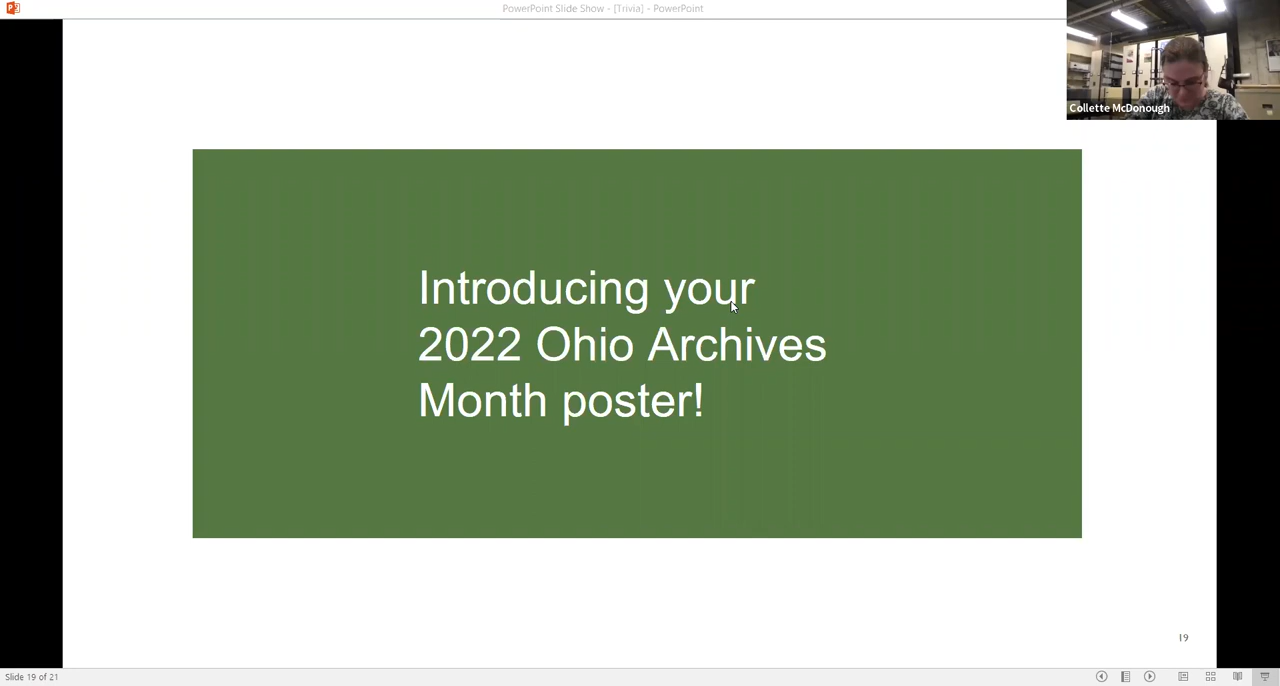 PowerPoint Slide Show - [Trivia] - PowerPoint
Collette McDonough
Introducing your
2022 Ohio Archives
Month poster!
19
Slide 19 of 21